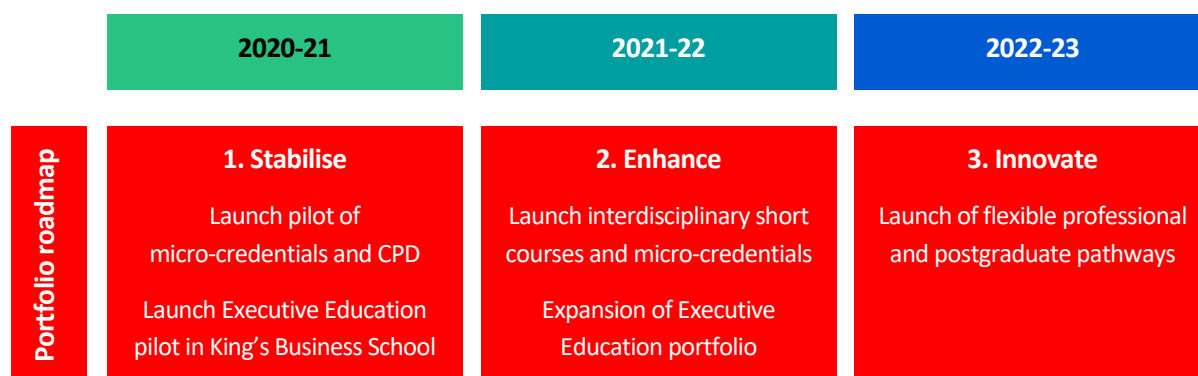 2020-21
2021-22
2022-23
Portfolio roadmap
1. Stabilise
Launch pilot of
micro-credentials and CPD
Launch Executive Education
pilot in King’s Business School
2. Enhance
Launch interdisciplinary short
courses and micro-credentials
Expansion of Executive
Education portfolio
3. Innovate
Launch of flexible professional
and postgraduate pathways